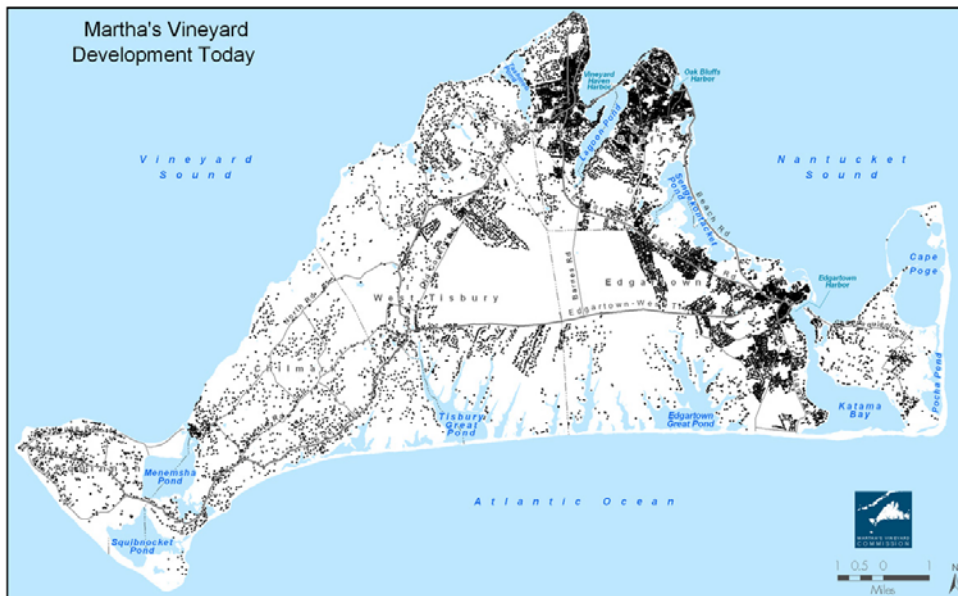 Martha's Vineyard
Development Today
Vineyard
Haven
Harbor
Oak Bluffs
Harbor
Lagoon Pond
Vineyard
Sound
Nantucket
Sound
Sengekontacket
Pond
Beach Rd
Cape
Poge
Barnes Rd
Edgartown
Edgartown
Harbor
West Tisbury
North Rd
Edgartown-West T
Pocha Pond
Tisbury
Great
Pond
Edgartown
Great Pond
Katama
Bay
Menemsha
Pond
Atlantic Ocean
Squibnocket
Pond
MARTHA'S VINEYARD
COMMISSION
1 0.5 0 1
Miles
N